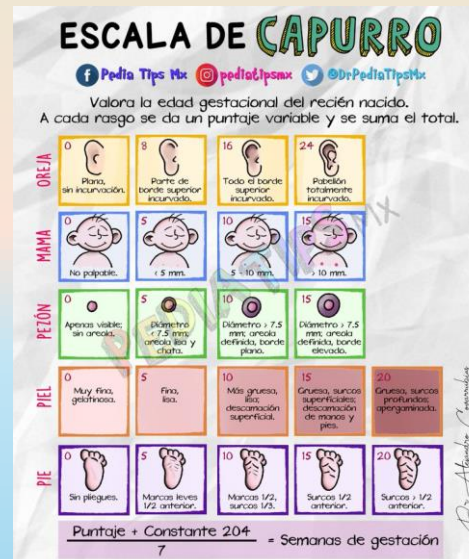 ESCALA DE CAPURRO
Pedia Tips Mx pediatipsmx @DrPediaTipsMx
Valora la edad gestacional del recién nacido.
A cada rasgo se da un puntaje variable y se suma el total.
OREJA
0
Plana,
sin incurvación.
8
Parte de
borde superior
incurvado.
16
Todo el borde
superior
incurvado.
24
Pabellón
totalmente
incurvado.
MAMA
0
No palpable.
5
< 5 mm.
10
5 - 10 mm.
15
> 10 mm.
PEZÓN
0
Apenas visible;
sin areola.
5
Diámetro
< 7.5 mm;
areola lisa y
chata.
10
Diámetro > 7.5
mm; areola
definida, borde
plano.
15
Diámetro > 7.5
mm; areola
definida, borde
elevado.
PIEL
0
Muy fina,
gelatinosa.
5
Fina,
lisa.
10
Más gruesa,
lisa;
descamación
superficial.
15
Gruesa, surcos
superficiales;
descamación
de manos y
pies.
20
Gruesa, surcos
profundos;
apergaminada.
PIE
0
Sin pliegues.
5
Marcas leves
1/2 anterior.
10
Marcas 1/2,
surcos 1/3.
15
Surcos 1/2
anterior.
20
Surcos > 1/2
anterior.
Puntaje + Constante 204
7
= Semanas de gestación
PEDIATIPS MX
Dr. Alejandro